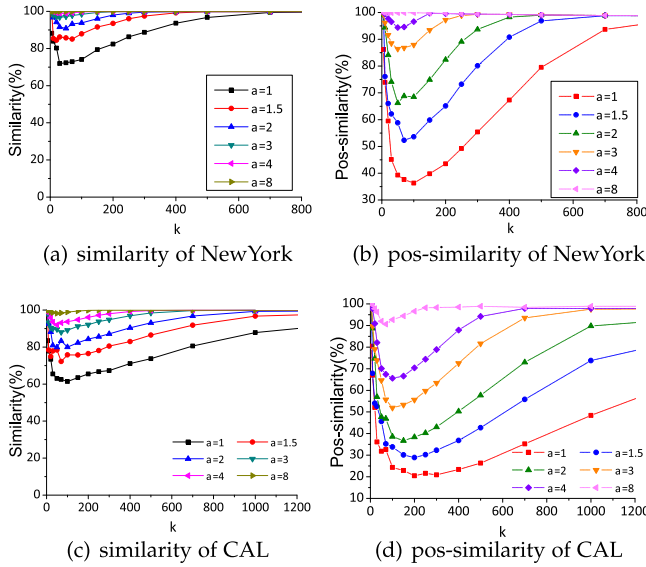 100
80
60
40
20
0
Similarity(%)
a=1
a=1.5
a=2
a=3
a=4
a=8
0
200
400
600
800
k
(a) similarity of NewYork
100
90
80
70
60
50
40
30
Pos-similarity(%)
a=1
a=1.5
a=2
a=3
a=4
a=8
0
200
400
600
800
k
(b) pos-similarity of NewYork
100
80
60
40
20
0
Similarity(%)
a=1 a=1.5
a=2 a=3
a=4 a=8
0 200 400 600 800 1000 1200
k
(c) similarity of CAL
100
90
80
70
60
50
40
30
20
10
Pos-similarity(%)
a=1 a=1.5
a=2 a=3
a=4 a=8
0 200 400 600 800 1000 1200
k
(d) pos-similarity of CAL